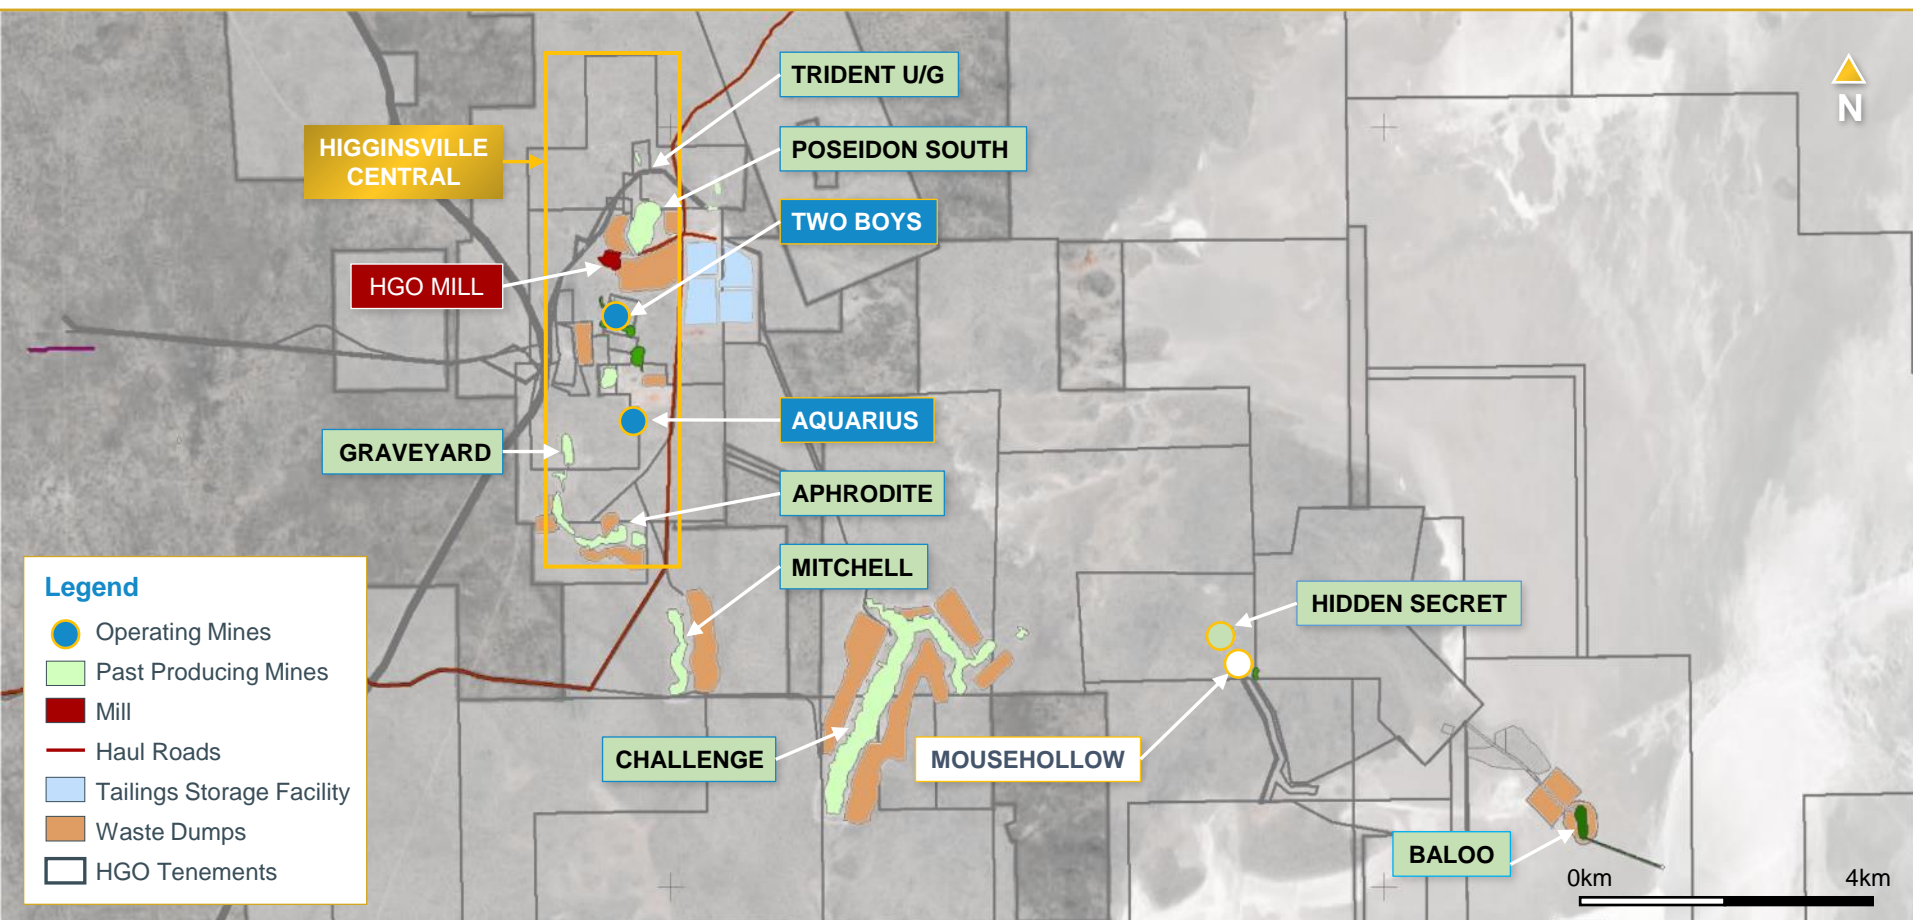 TRIDENT U/G
N
HIGGINSVILLE
CENTRAL
POSEIDON SOUTH
TWO BOYS
HGO MILL
AQUARIUS
GRAVEYARD
APHRODITE
MITCHELL
HIDDEN SECRET
CHALLENGE
MOUSEHOLLOW
BALOO
0km
4km
Legend
Operating Mines
Past Producing Mines
Mill
Haul Roads
Tailings Storage Facility
Waste Dumps
HGO Tenements